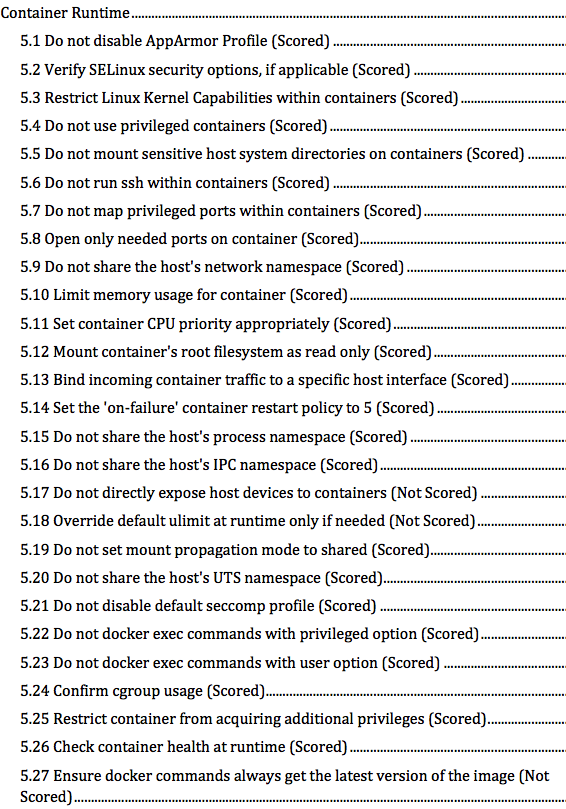 Container Runtime
5.1 Do not disable AppArmor Profile (Scored)
5.2 Verify SELinux security options, if applicable (Scored)
5.3 Restrict Linux Kernel Capabilities within containers (Scored)
5.4 Do not use privileged containers (Scored)
5.5 Do not mount sensitive host system directories on containers (Scored)
5.6 Do not run ssh within containers (Scored)
5.7 Do not map privileged ports within containers (Scored)
5.8 Open only needed ports on container (Scored)
5.9 Do not share the host's network namespace (Scored)
5.10 Limit memory usage for container (Scored)
5.11 Set container CPU priority appropriately (Scored)
5.12 Mount container's root filesystem as read only (Scored)
5.13 Bind incoming container traffic to a specific host interface (Scored)
5.14 Set the 'on-failure' container restart policy to 5 (Scored)
5.15 Do not share the host's process namespace (Scored)
5.16 Do not share the host's IPC namespace (Scored)
5.17 Do not directly expose host devices to containers (Not Scored)
5.18 Override default ulimit at runtime only if needed (Not Scored)
5.19 Do not set mount propagation mode to shared (Scored)
5.20 Do not share the host's UTS namespace (Scored)
5.21 Do not disable default seccomp profile (Scored)
5.22 Do not docker exec commands with privileged option (Scored)
5.23 Do not docker exec commands with user option (Scored)
5.24 Confirm cgroup usage (Scored)
5.25 Restrict container from acquiring additional privileges (Scored)
5.26 Check container health at runtime (Scored)
5.27 Ensure docker commands always get the latest version of the image (Not
Scored)